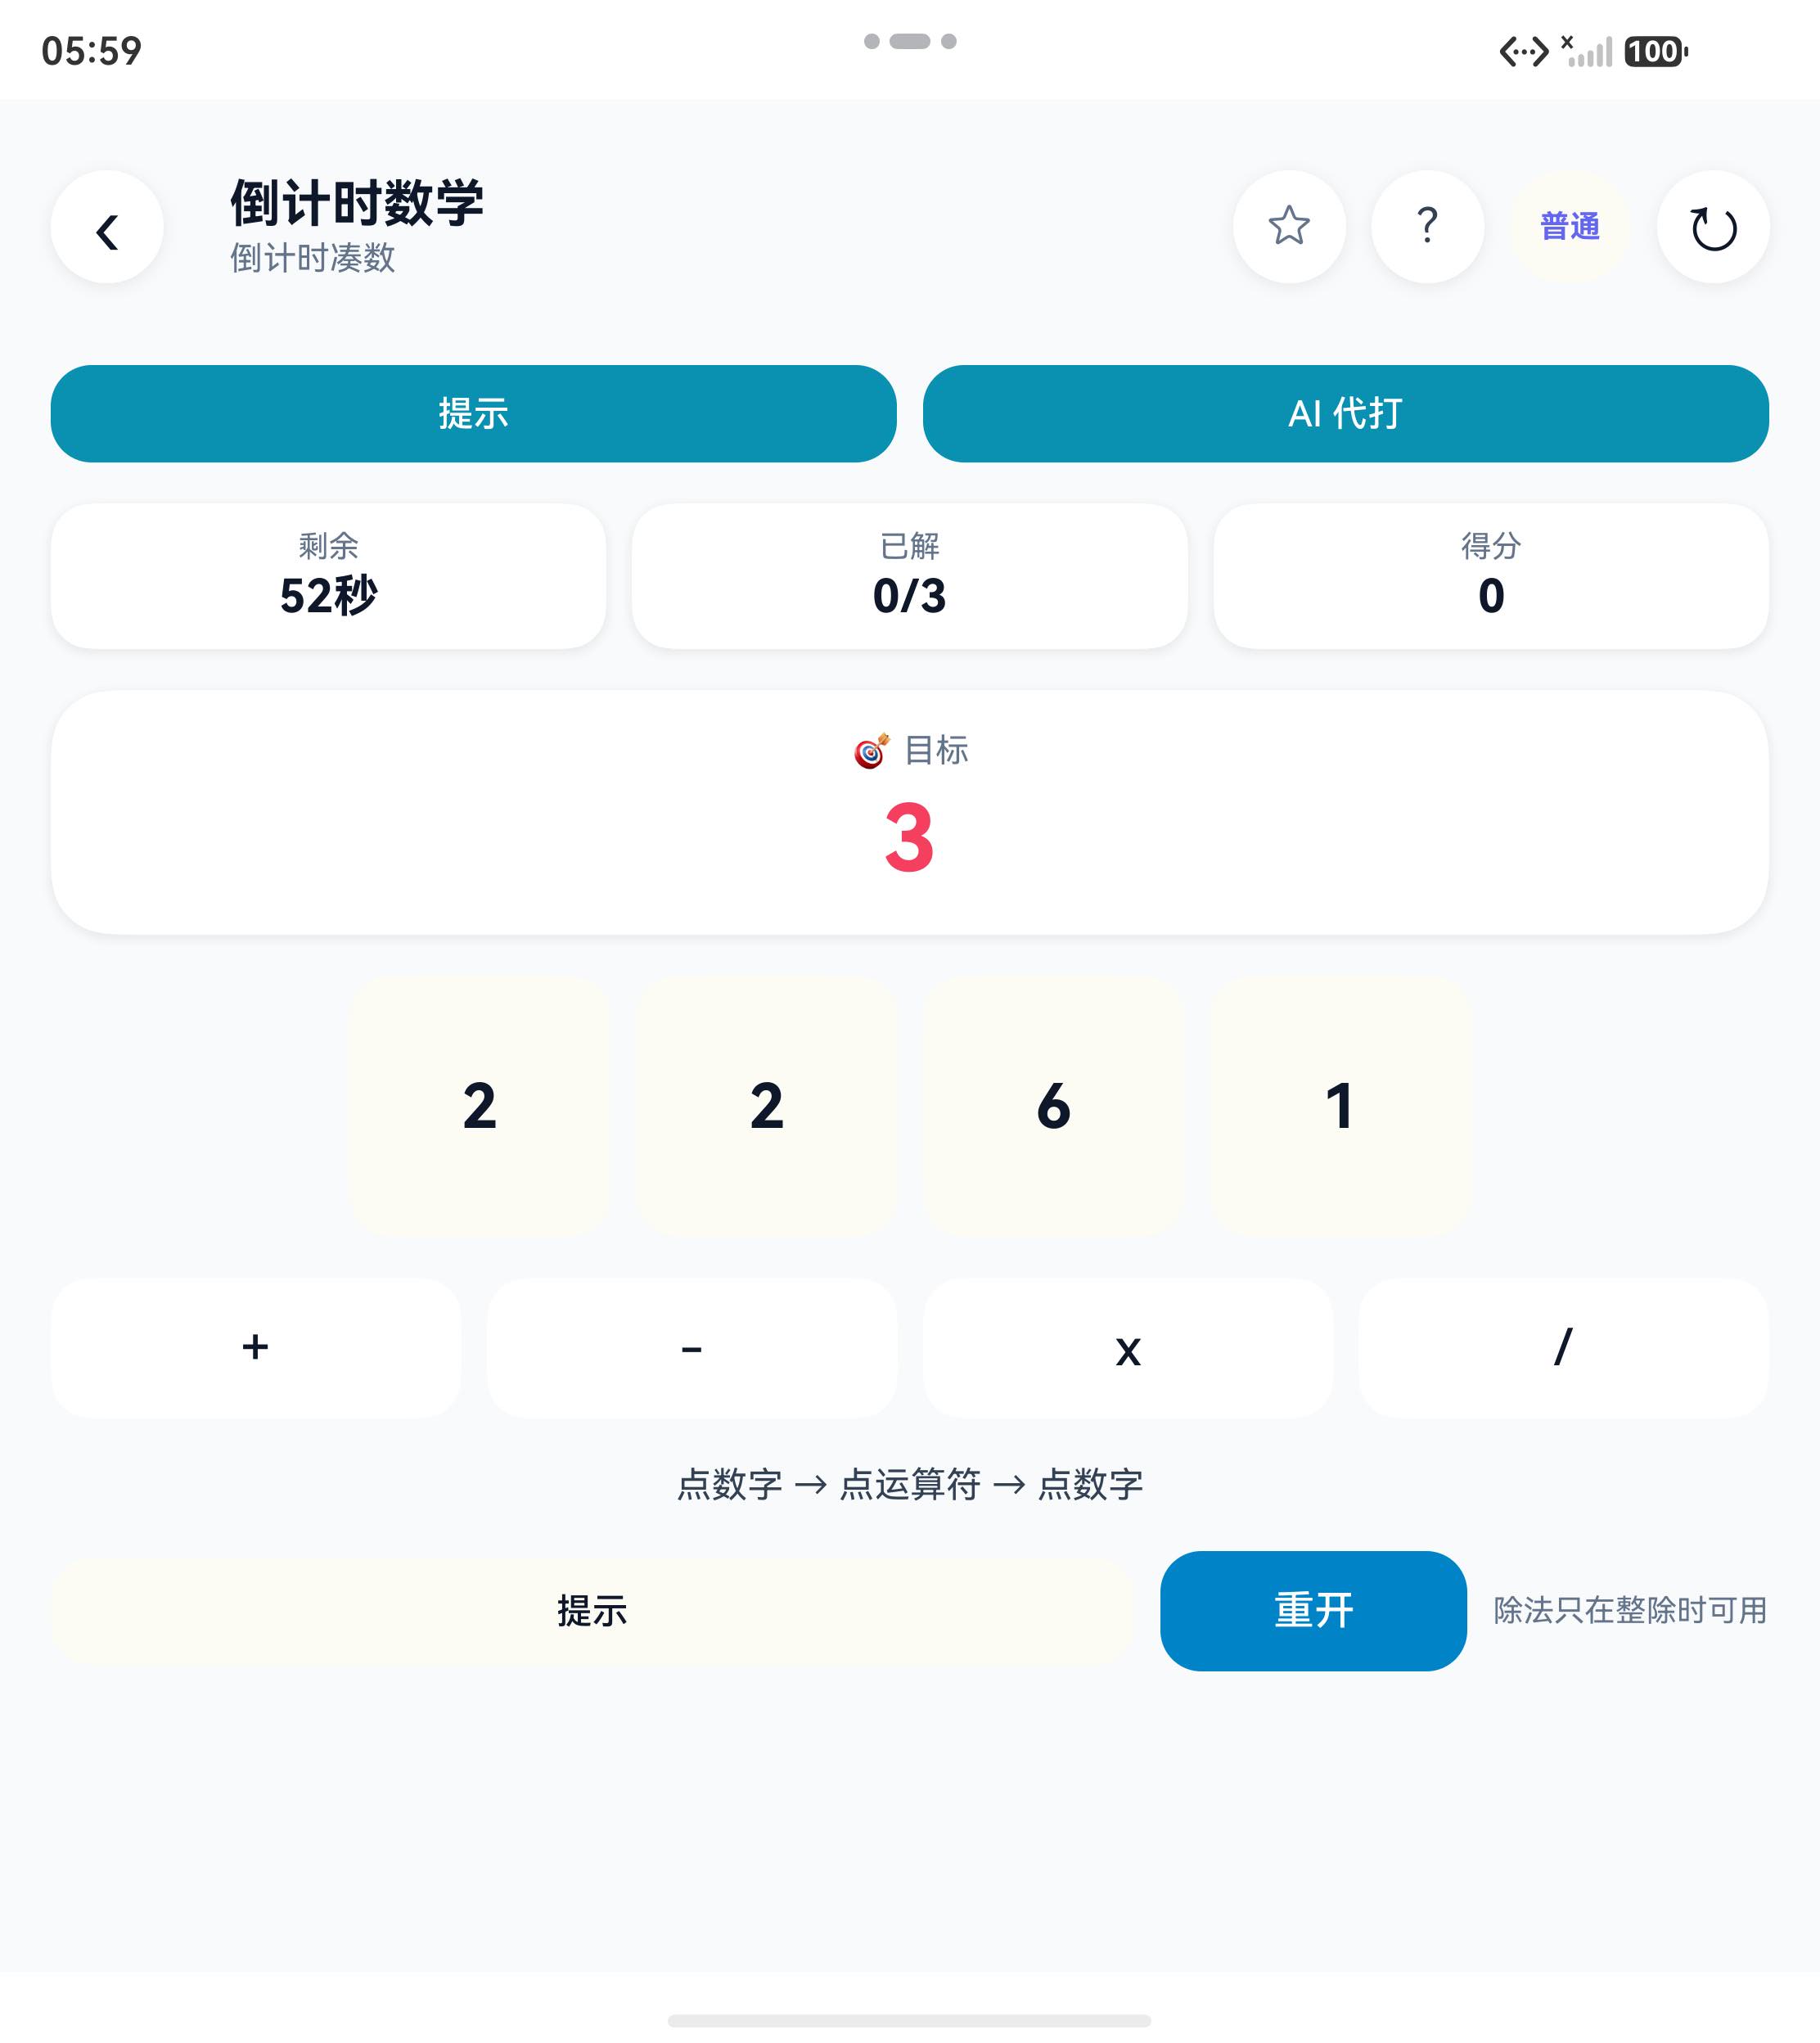 05:59
100
倒计时数学
倒计时凑数
?
普通
提示
AI 代打
剩余
52秒
已解
0/3
得分
0
目标
3
2
2
6
1
+
-
x
/
点数字 → 点运算符 → 点数字
提示
重开
除法只在整除时可用